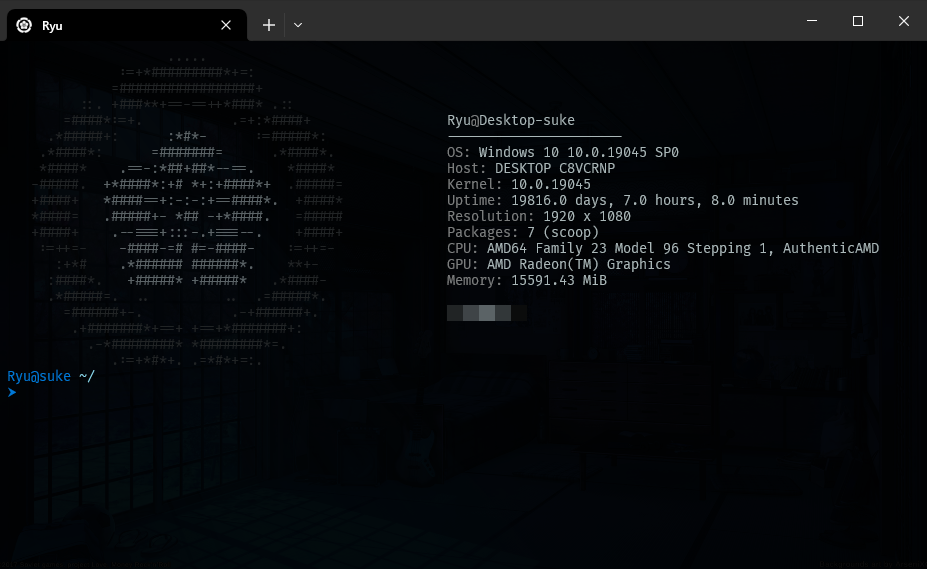 Ryu
Ryu@Desktop-suke
OS: Windows 10 10.0.19045 SP0
Host: DESKTOP C8VCRNP
Kernel: 10.0.19045
Uptime: 19816.0 days, 7.0 hours, 8.0 minutes
Resolution: 1920 x 1080
Packages: 7 (scoop)
CPU: AMD64 Family 23 Model 96 Stepping 1, AuthenticAMD
GPU: AMD Radeon(TM) Graphics
Memory: 15591.43 MiB
Ryu@suke ~/